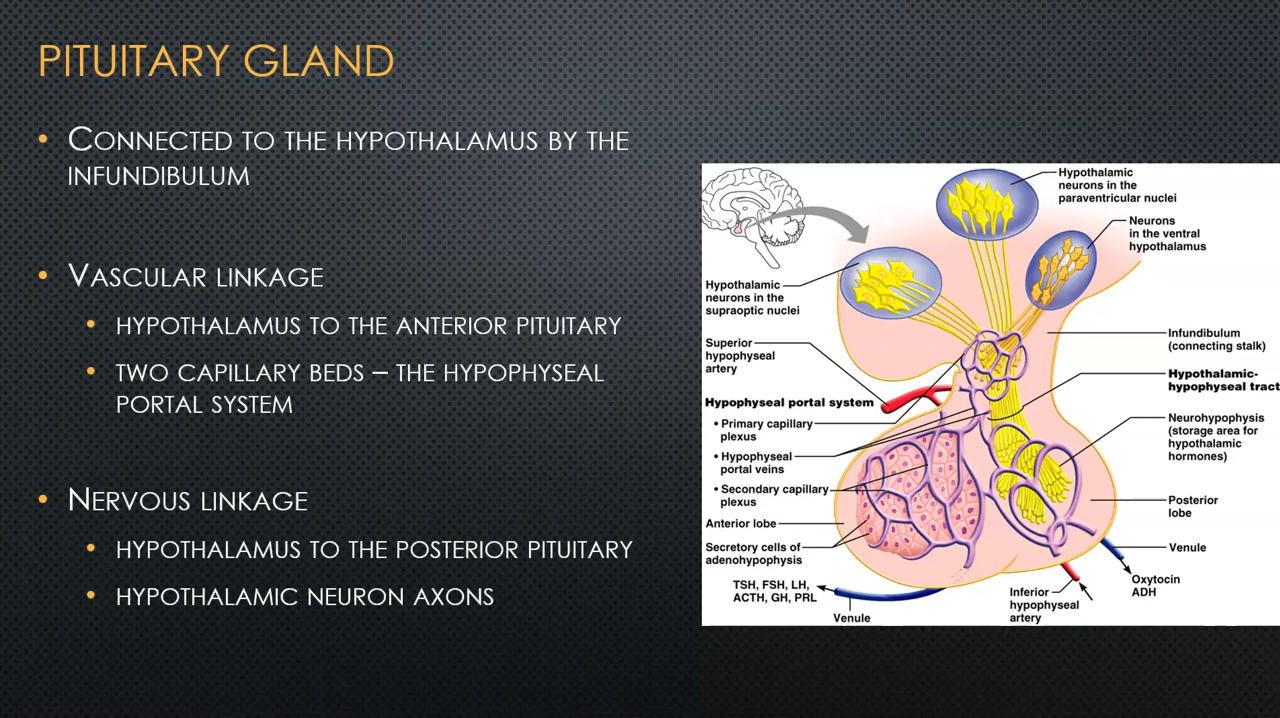 PITUITARY GLAND
• CONNECTED TO THE HYPOTHALAMUS BY THE
INFUNDIBULUM
• VASCULAR LINKAGE
• HYPOTHALAMUS TO THE ANTERIOR PITUITARY
• TWO CAPILLARY BEDS – THE HYPOPHYSEAL
PORTAL SYSTEM
• NERVOUS LINKAGE
• HYPOTHALAMUS TO THE POSTERIOR PITUITARY
• HYPOTHALAMIC NEURON AXONS
Hypothalamic
neurons in the
paraventricular nuclei
Neurons
in the ventral
hypothalamus
Hypothalamic
neurons in the
supraoptic nuclei
Superior
hypophyseal
artery
Hypophyseal portal system
• Primary capillary
plexus
• Hypophyseal
portal veins
• Secondary capillary
plexus
Anterior lobe
Secretory cells of
adenohypophysis
TSH, FSH, LH,
ACTH, GH, PRL
Venule
Infundibulum
(connecting stalk)
Hypothalamic-
hypophyseal tract
Neurohypophysis
(storage area for
hypothalamic
hormones)
Posterior
lobe
Venule
Oxytocin
ADH
Inferior
hypophyseal
artery